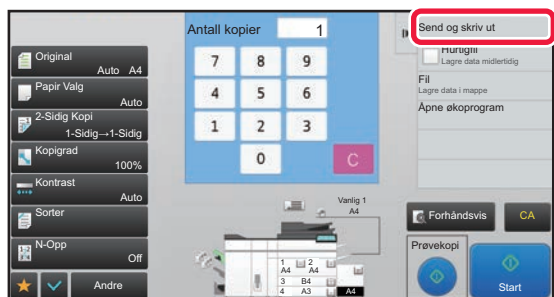 Antall kopier
1
Send og skriv ut
Hurtigfil
Lagre data midlertidig
Fil
Lagre data i mappe
Åpne økoprogram
Original
Auto A4
Papir Valg
Auto
2-Sidig Kopi
1-Sidig→1-Sidig
Kopigrad
100%
Kontrast
Auto
Sorter
N-Opp
Off
Andre
7 8 9
4 5 6
1 2 3
0 C
Vanlig 1
A4
1 A4
2 A4
3 B4
4 A3
A4
Forhåndsvis
CA
Prøvekopi
Start